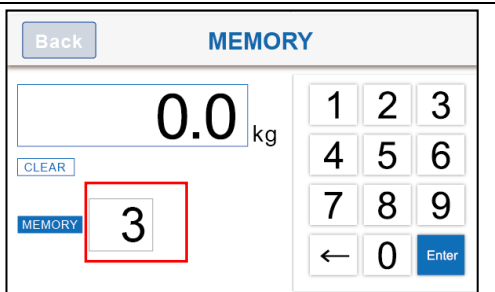 Back
MEMORY
0.0 kg
CLEAR
MEMORY 3
1 2 3
4 5 6
7 8 9
← 0 Enter